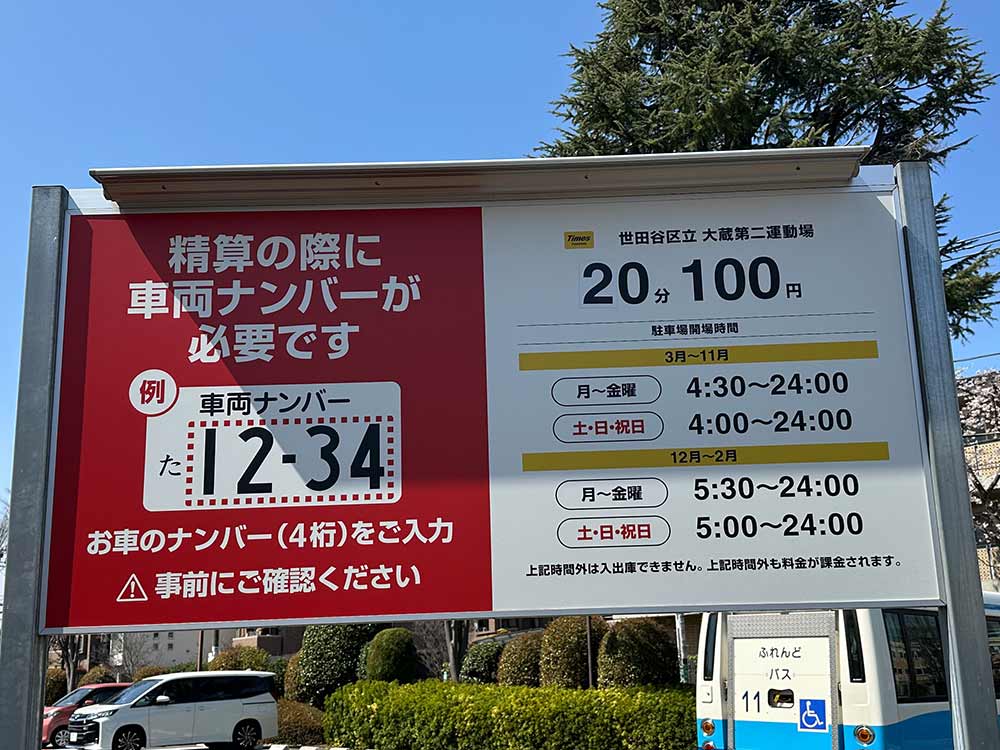 精算の際に
車両ナンバーが
必要です
例
車両ナンバー
た 12-34
お車のナンバー(4桁)をご入力
事前にご確認ください
Times
世田谷区立 大蔵第二運動場
20分 100円
駐車場開場時間
3月〜11月
月〜金曜 4:30〜24:00
土・日・祝日 4:00〜24:00
12月〜2月
月〜金曜 5:30〜24:00
土・日・祝日 5:00〜24:00
上記時間外は入出庫できません。上記時間外も料金が課金されます。
ふれんど
バス
11